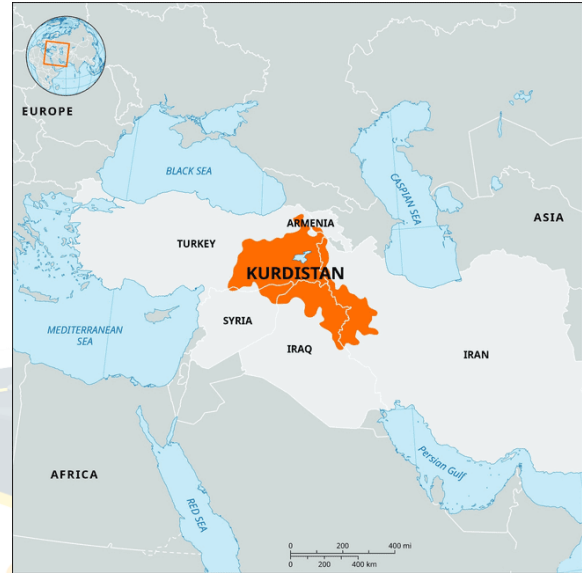 EUROPE
BLACK SEA
CASPIAN SEA
ASIA
ARMENIA
TURKEY
KURDISTAN
SYRIA
MEDITERRANEAN
SEA
IRAQ
IRAN
AFRICA
RED SEA
Persian Gulf
0 200 400 mi
0 200 400 km